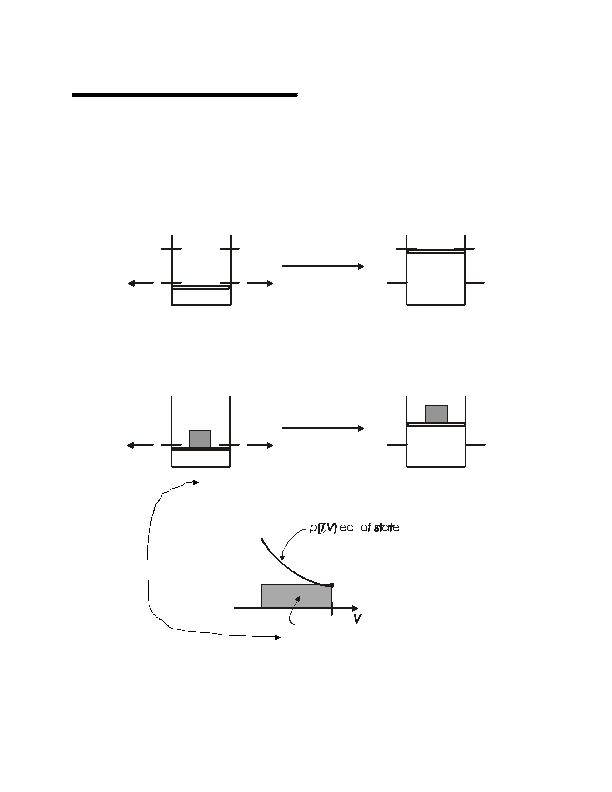 p(T,V) eq. of state
V